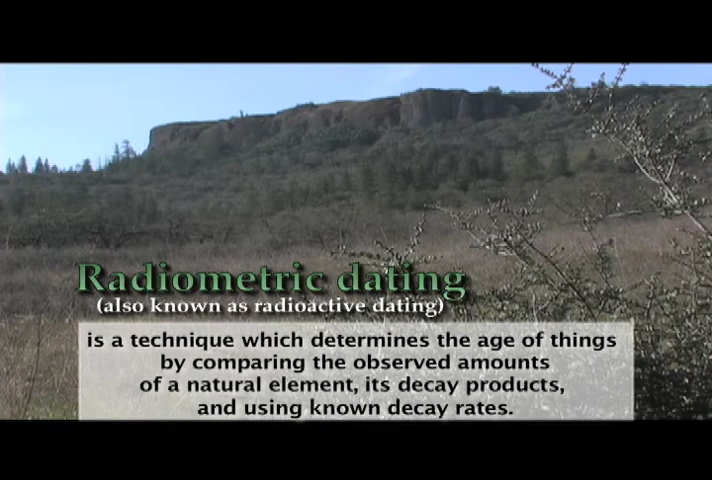 Radiometric dating
(also known as radioactive dating)
is a technique which determines the age of things
by comparing the observed amounts
of a natural element, its decay products,
and using known decay rates.